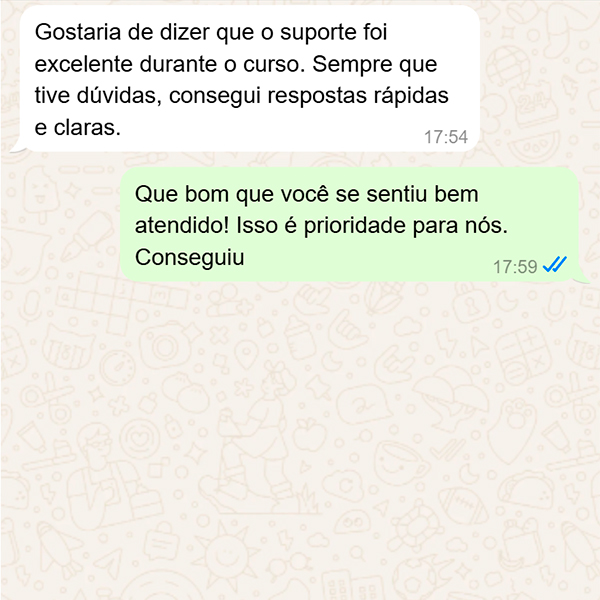 Gostaria de dizer que o suporte foi
excelente durante o curso. Sempre que
tive dúvidas, consegui respostas rápidas
e claras.
17:54
Que bom que você se sentiu bem
atendido! Isso é prioridade para nós.
Conseguiu
17:59